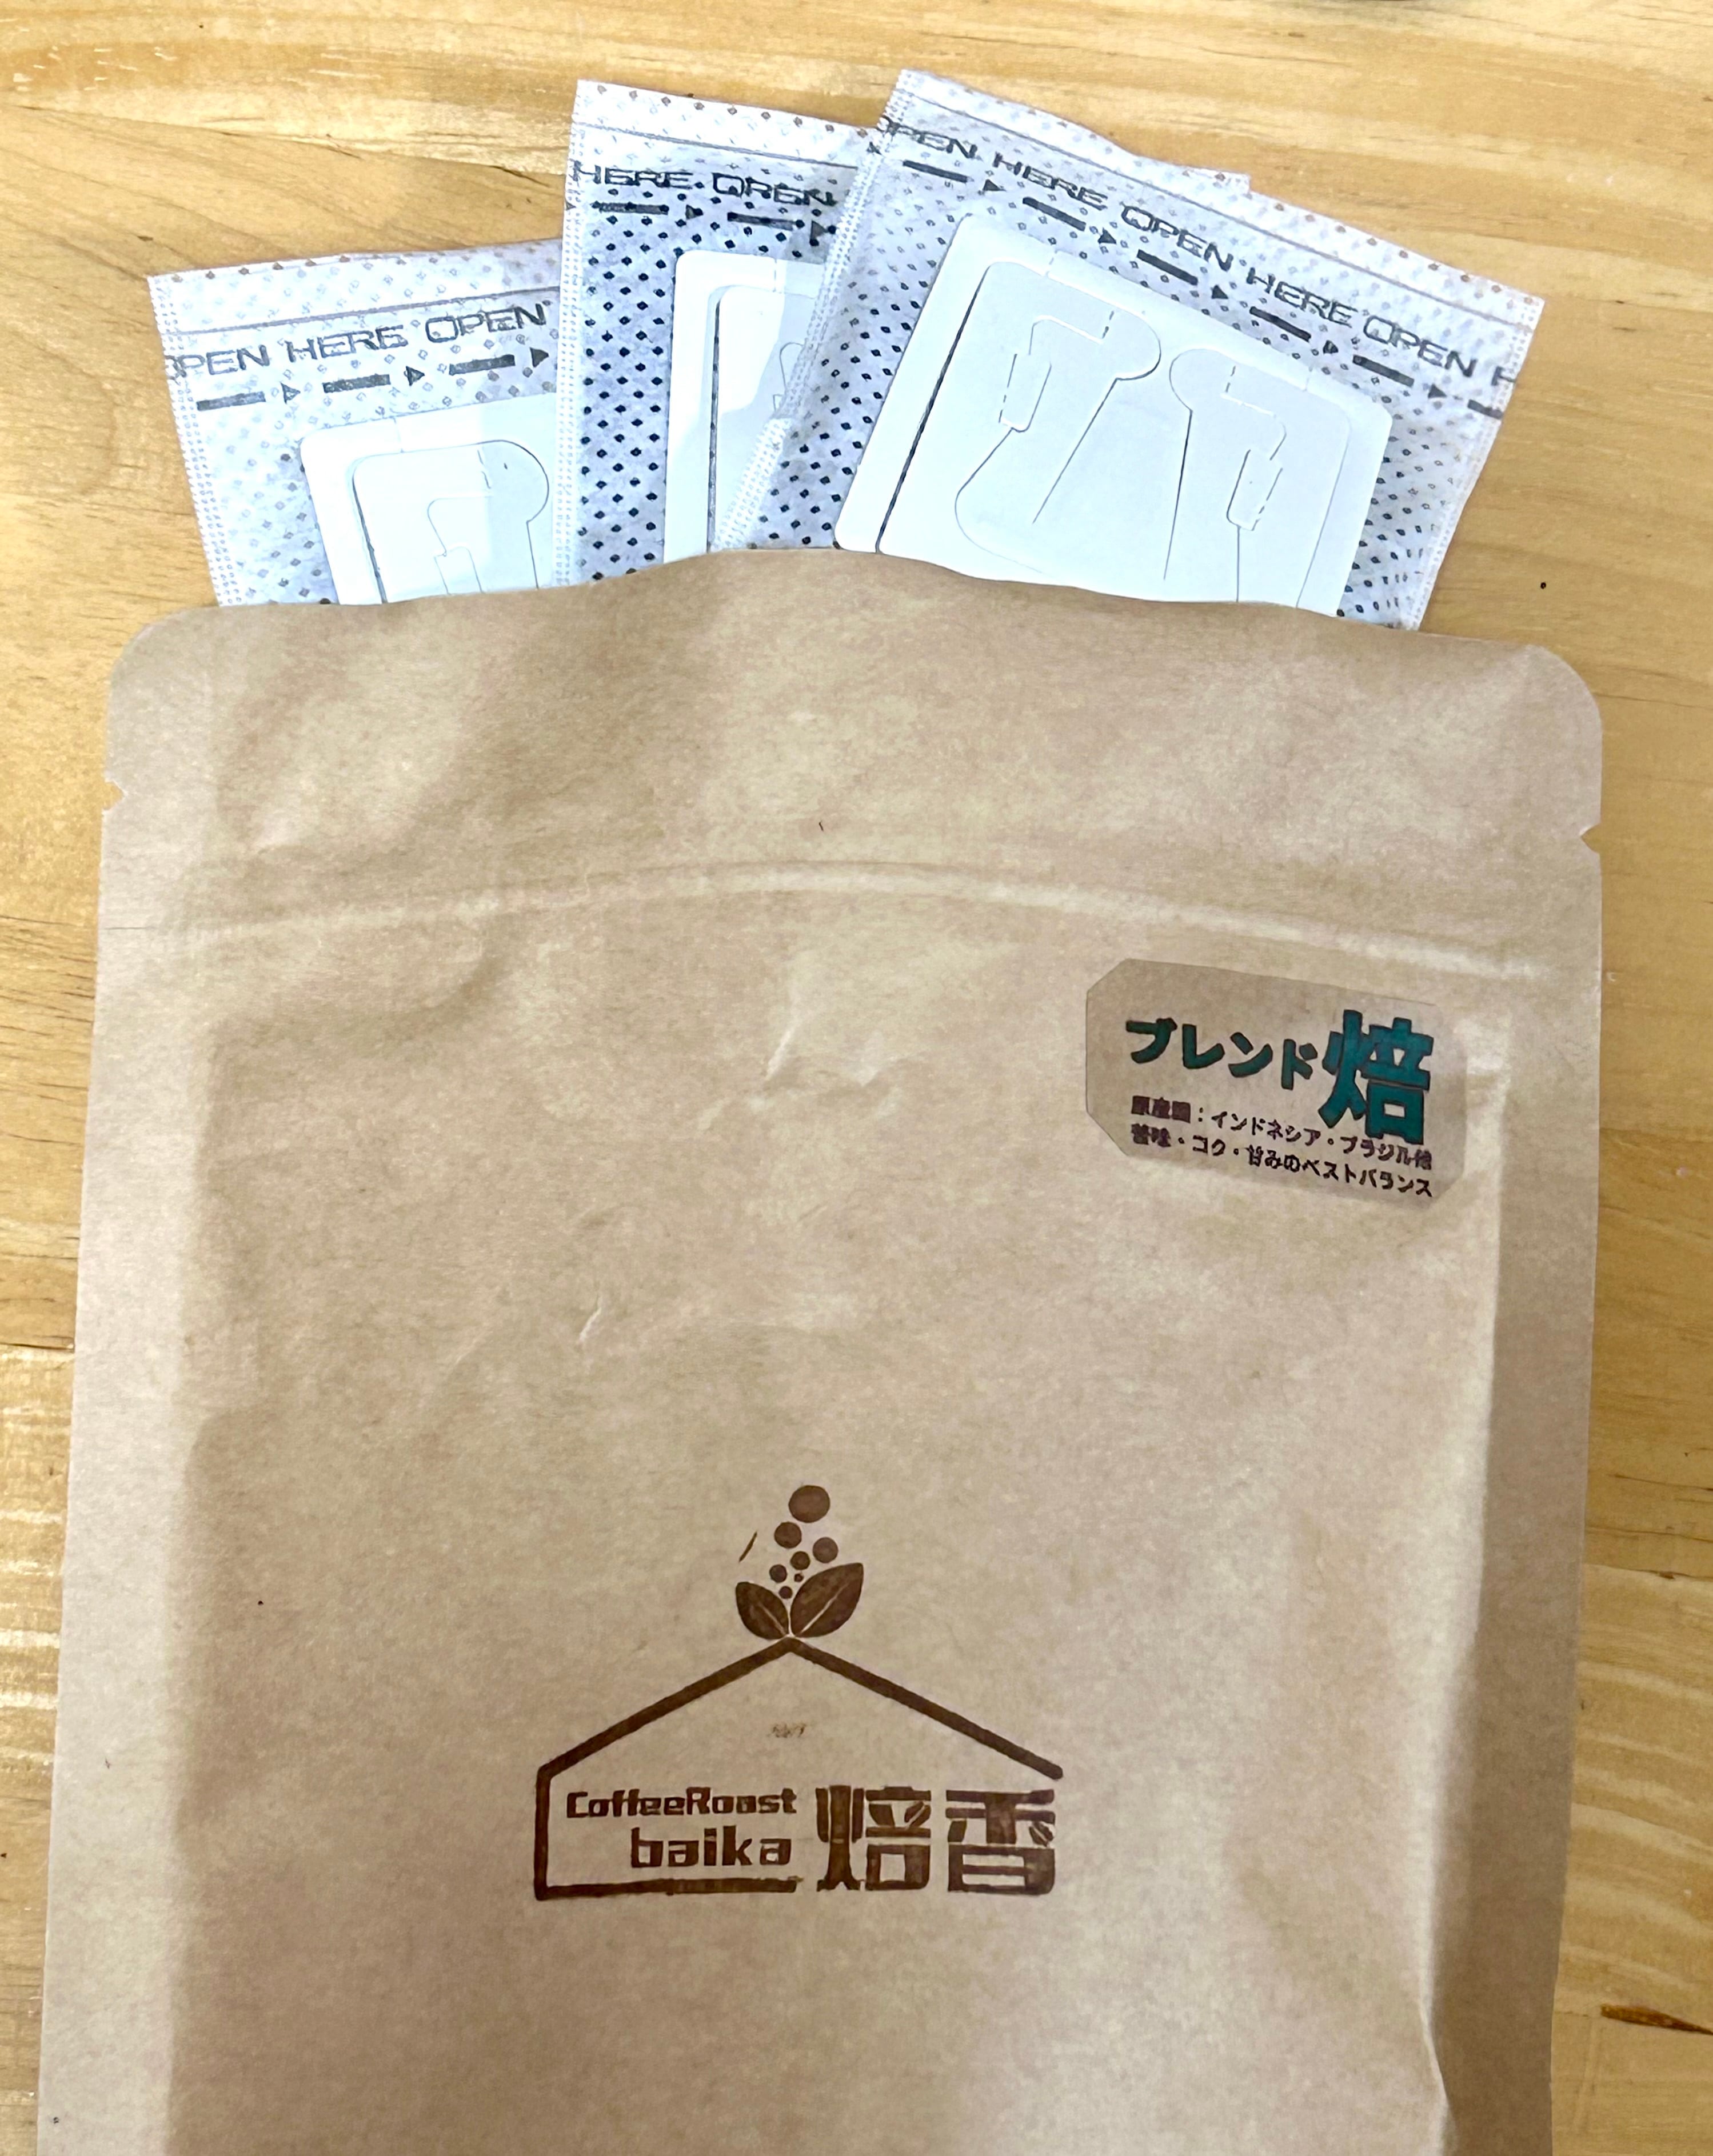 OPEN HERE OPEN
HERE OPEN
OPEN HERE OPEN HERE OPEN
ブレンド焙
原産国：インドネシア・ブラジル他
苦味・コク・甘みのベストバランス
CoffeeRoast
baika 焙香